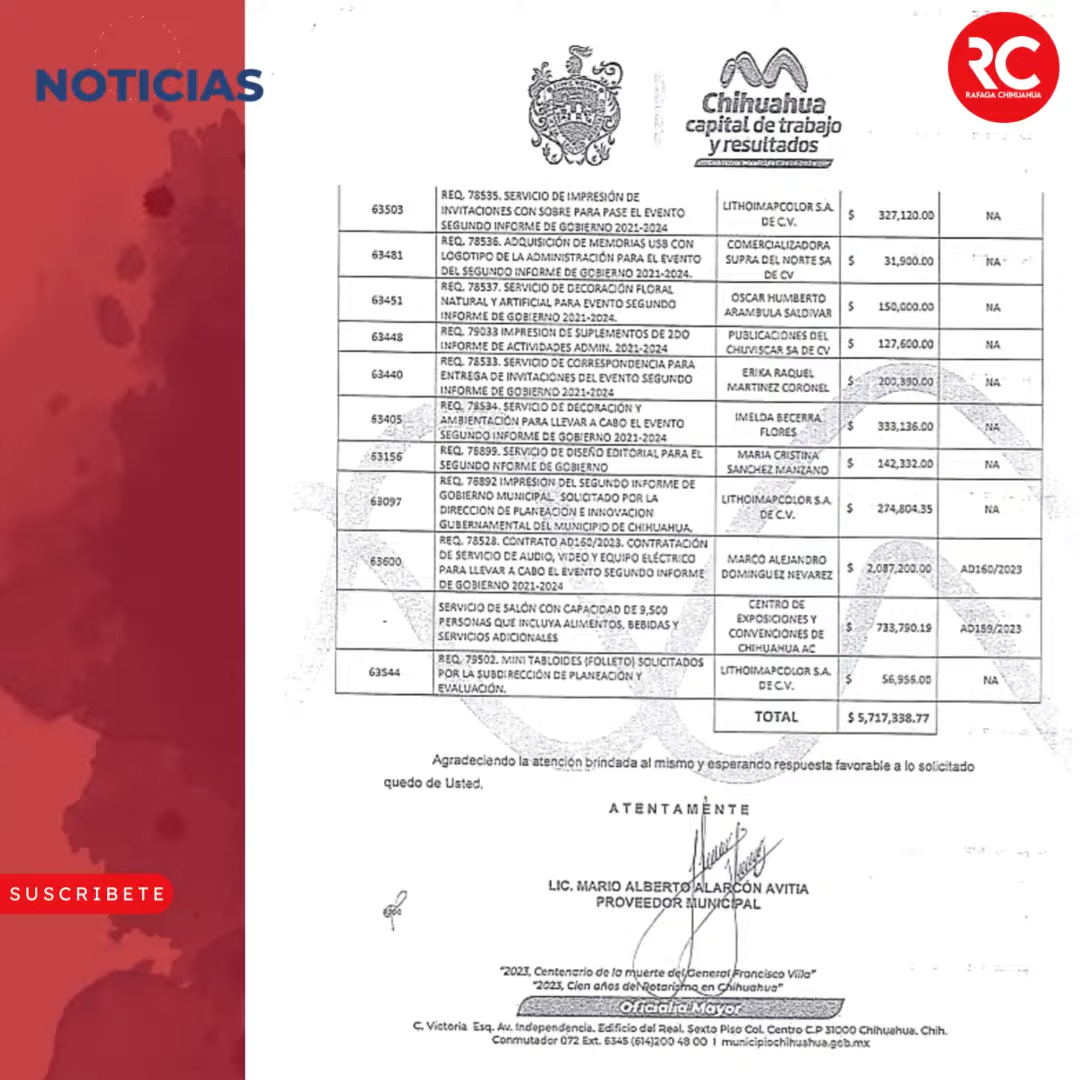 NOTICIAS
RC
RAFAGA CHIHUAHUA
Chihuahua
capital de trabajo
y resultados
63503
REQ. 78535. SERVICIO DE IMPRESIÓN DE
INVITACIONES CON SOBRE PARA PASE EL EVENTO
SEGUNDO INFORME DE GOBIERNO 2021-2024
LITHOIMAPCOLOR S.A.
DE C.V.
$ 327,120.00
NA
63481
REQ. 78536. ADQUISICIÓN DE MEMORIAS USB CON
LOGOTIPO DE LA ADMINISTRACIÓN PARA EL EVENTO
DEL SEGUNDO INFORME DE GOBIERNO 2021-2024.
COMERCIALIZADORA
SUPRA DEL NORTE SA
DE CV
$ 31,900.00
NA
63451
REQ. 78537. SERVICIO DE DECORACIÓN FLORAL
NATURAL Y ARTIFICIAL PARA EVENTO SEGUNDO
INFORME DE GOBIERNO 2021-2024.
OSCAR HUMBERTO
ARAMBULA SALDIVAR
$ 150,000.00
NA
63448
REQ. 79033 IMPRESION DE SUPLEMENTOS DE 2DO
INFORME DE ACTIVIDADES ADMIN. 2021-2024
PUBLICACIONES DEL
CHUVISCAR SA DE CV
$ 127,600.00
NA
63440
REQ. 78533. SERVICIO DE CORRESPONDENCIA PARA
ENTREGA DE INVITACIONES DEL EVENTO SEGUNDO
INFORME DE GOBIERNO 2021-2024
ERIKA RAQUEL
MARTINEZ CORONEL
$ 200,390.00
NA
63405
REQ. 78534. SERVICIO DE DECORACIÓN Y
AMBIENTACIÓN PARA LLEVAR A CABO EL EVENTO
SEGUNDO INFORME DE GOBIERNO 2021-2024
IMELDA BECERRA
FLORES
$ 333,136.00
NA
63156
REQ. 76899. SERVICIO DE DISEÑO EDITORIAL PARA EL
SEGUNDO NFORME DE GOBIERNO
MARIA CRISTINA
SANCHEZ MANZANO
$ 142,332.00
NA
63097
REQ. 76892 IMPRESION DEL SEGUNDO INFORME DE
GOBIERNO MUNICIPAL, SOLICITADO POR LA
DIRECCION DE PLANEACIÓN E INNOVACION
GUBERNAMENTAL DEL MUNICIPIO DE CHIHUAHUA.
LITHOIMAPCOLOR S.A.
DE C.V.
$ 274,804.35
NA
63600
REQ. 78528. CONTRATO AD160/2023. CONTRATACIÓN
DE SERVICIO DE AUDIO, VIDEO Y EQUIPO ELÉCTRICO
PARA LLEVAR A CABO EL EVENTO SEGUNDO INFORME
DE GOBIERNO 2021-2024
MARCO ALEJANDRO
DOMINGUEZ NEVAREZ
$ 2,087,200.00
AD160/2023
-
SERVICIO DE SALÓN CON CAPACIDAD DE 9,500
PERSONAS QUE INCLUYA ALIMENTOS, BEBIDAS Y
SERVICIOS ADICIONALES
CENTRO DE
EXPOSICIONES Y
CONVENCIONES DE
CHIHUAHUA AC
$ 733,790.19
AD159/2023
63544
REQ. 79502. MINI TABLOIDES (FOLLETO) SOLICITADOS
POR LA SUBDIRECCIÓN DE PLANEACIÓN Y
EVALUACIÓN.
LITHOIMAPCOLOR S.A.
DE C.V.
$ 56,956.00
NA
TOTAL
$ 5,717,338.77
Agradeciendo la atención brindada al mismo y esperando respuesta favorable a lo solicitado
quedo de Usted.
ATENTAMENTE
LIC. MARIO ALBERTO ALARCÓN AVITIA
PROVEEDOR MUNICIPAL
SUSCRIBETE
"2023, Centenario de la muerte del General Francisco Villa"
"2023, Cien años del Rotarismo en Chihuahua"
Oficialía Mayor
C. Victoria Esq. Av. Independencia. Edificio del Real. Sexto Piso Col. Centro C.P 31000 Chihuahua, Chih.
Conmutador 072 Ext. 6345 (614)200 48 00 I municipiochihuahua.gob.mx